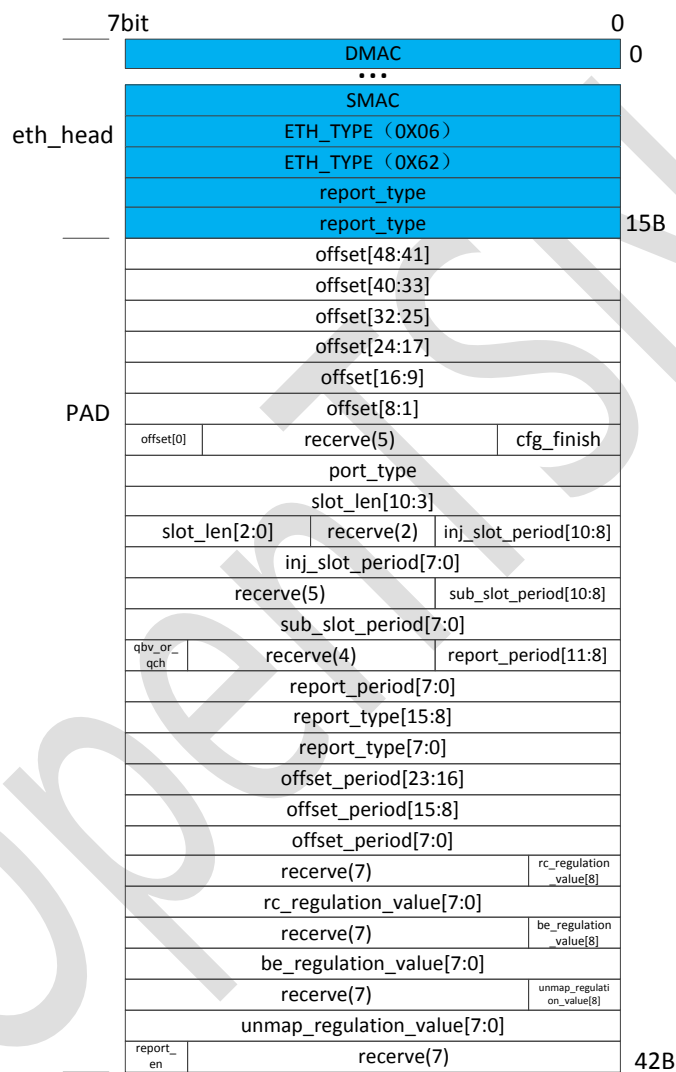 7bit 0
DMAC 0
...
SMAC
eth_head ETH_TYPE（0X06）
ETH_TYPE（0X62）
report_type
report_type 15B
offset[48:41]
offset[40:33]
offset[32:25]
offset[24:17]
offset[16:9]
PAD offset[8:1]
offset[0] recerve(5) cfg_finish
port_type
slot_len[10:3]
slot_len[2:0] recerve(2) inj_slot_period[10:8]
inj_slot_period[7:0]
recerve(5) sub_slot_period[10:8]
sub_slot_period[7:0]
qbv_or_
qch recerve(4) report_period[11:8]
report_period[7:0]
report_type[15:8]
report_type[7:0]
offset_period[23:16]
offset_period[15:8]
offset_period[7:0]
recerve(7) rc_regulation
_value[8]
rc_regulation_value[7:0]
recerve(7) be_regulation
_value[8]
be_regulation_value[7:0]
recerve(7) unmap_regulati
on_value[8]
unmap_regulation_value[7:0]
report_
en recerve(7) 42B
OpenTSN